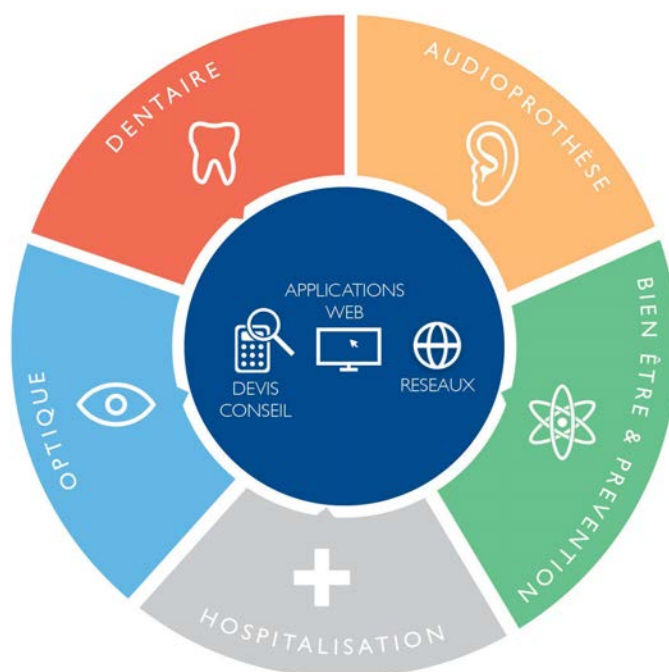 DENTAIRE
AUDIOPROTHÈSE
OPTIQUE
APPLICATIONS
WEB
DEVIS
CONSEIL
RESEAUX
BIEN ÊTRE & PREVENTION
HOSPITALISATION